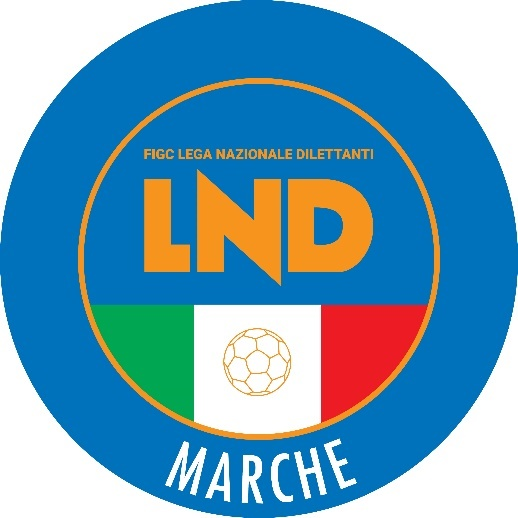 FIGC LEGA NAZIONALE DILETTANTI
LND
MARCHE